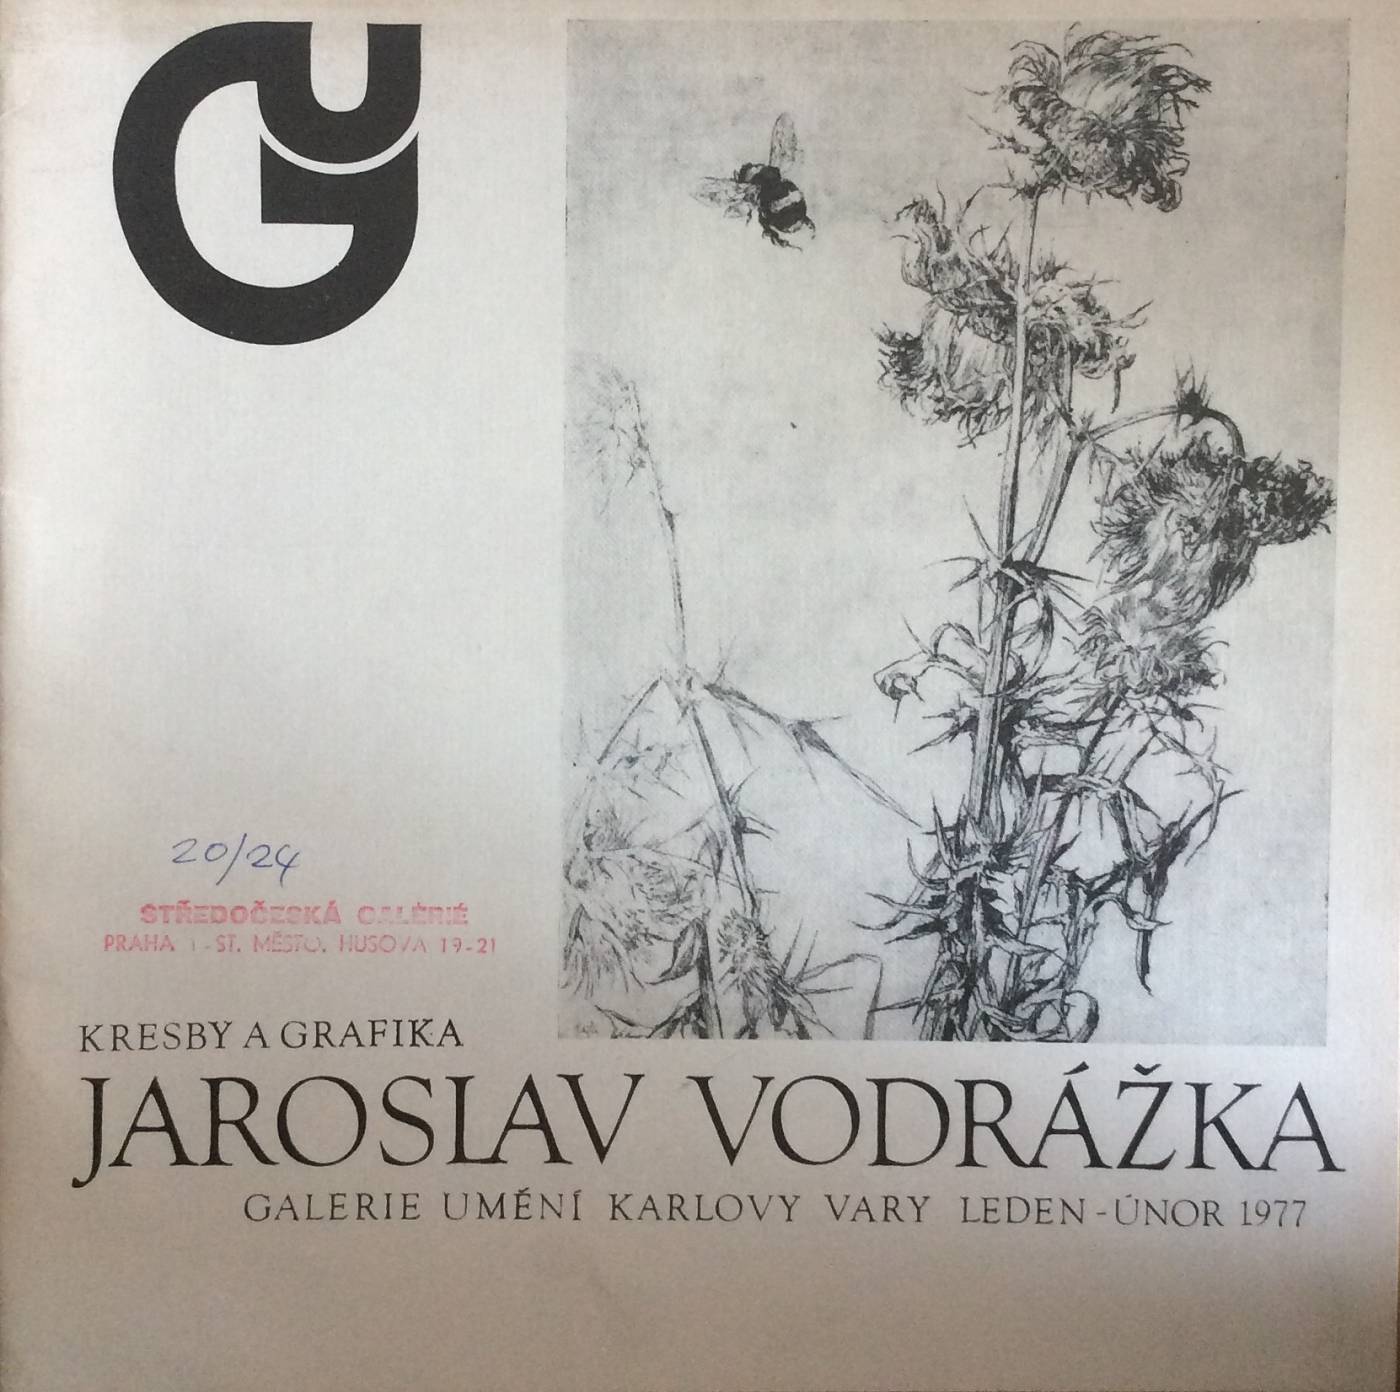 GU
20/24
STŘEDOČESKÁ GALÉRIÉ
PRAHA 1 - ST. MĚSTO, HUSOVA 19-21
KRESBY A GRAFIKA
JAROSLAV VODRÁŽKA
GALERIE UMĚNÍ KARLOVY VARY LEDEN-ÚNOR 1977